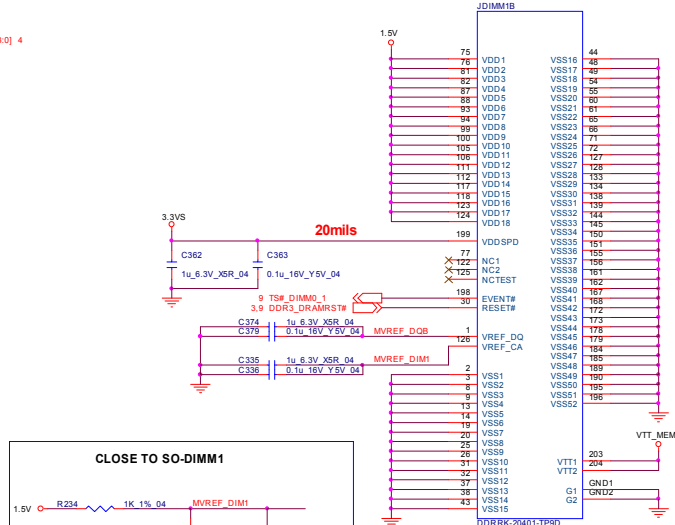 :0] 4
JDIMM1B
1.5V
75 VDD1 VSS16 44
76 VDD2 VSS17 48
81 VDD3 VSS18 49
82 VDD4 VSS19 54
87 VDD5 VSS20 55
88 VDD6 VSS21 60
93 VDD7 VSS22 61
94 VDD8 VSS23 65
99 VDD9 VSS24 66
100 VDD10 VSS25 71
105 VDD11 VSS26 72
106 VDD12 VSS27 127
111 VDD13 VSS28 128
112 VDD14 VSS29 133
117 VDD15 VSS30 134
118 VDD16 VSS31 138
123 VDD17 VSS32 139
124 VDD18 VSS33 144
VSS34 145
3.3VS
20mils
199 VDDSPD VSS35 150
VSS36 151
C362 C363
1u_6.3V_X5R_04 0.1u_16V_Y5V_04
77 NC1 VSS37 155
122 NC2 VSS38 156
125 NCTEST VSS39 161
VSS40 162
9 TS#_DIMM0_1 198 EVENT# VSS41 167
3,9 DDR3_DRAMRST# 30 RESET# VSS42 168
VSS43 172
VSS44 173
C374 1u_6.3V_X5R_04
C379 0.1u_16V_Y5V_04 MVREF_DQB 1 VREF_DQ VSS45 178
126 VREF_CA VSS46 179
VSS47 184
C335 1u_6.3V_X5R_04 MVREF_DIM1
C336 0.1u_16V_Y5V_04
VSS48 185
2 VSS1 VSS49 189
3 VSS2 VSS50 190
8 VSS3 VSS51 195
9 VSS4 VSS52 196
13 VSS5
14 VSS6
19 VSS7
20 VSS8
25 VSS9
26 VSS10
31 VSS11
32 VSS12
37 VSS13
38 VSS14
43 VSS15
VTT_MEM
VTT1 203
VTT2 204
G1 GND1
G2 GND2
DDRRK-20401-TP9D
CLOSE TO SO-DIMM1
1.5V R234 1K_1%_04 MVREF_DIM1